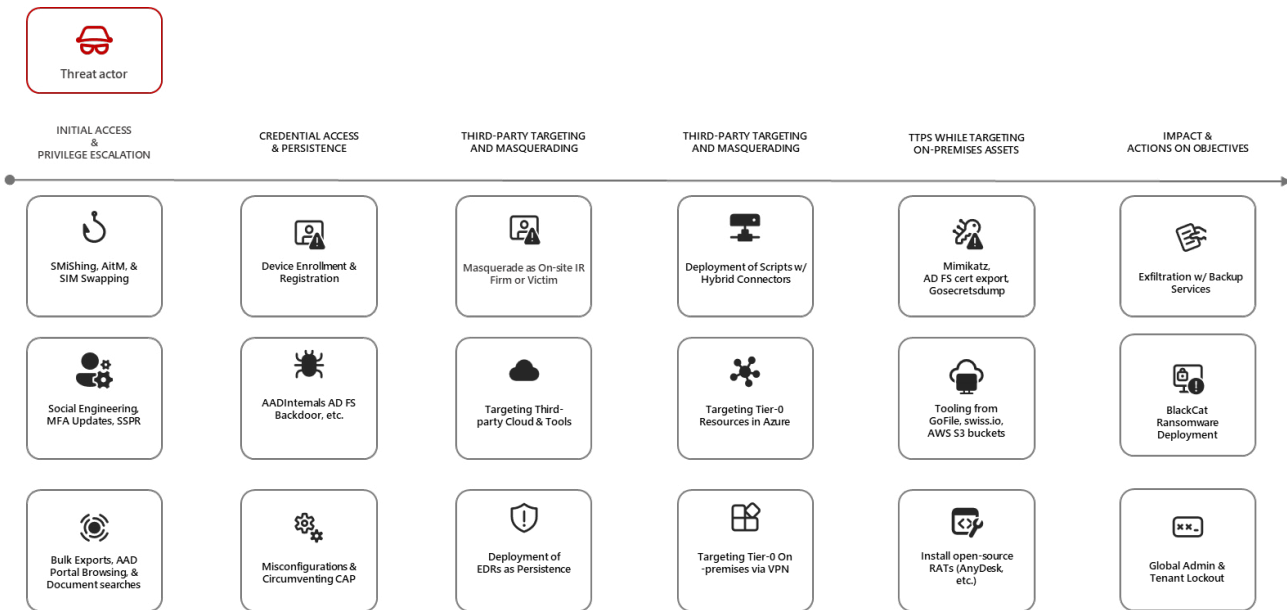 Threat actor
INITIAL ACCESS
&
PRIVILEGE ESCALATION
CREDENTIAL ACCESS
& PERSISTENCE
THIRD-PARTY TARGETING
AND MASQUERADING
THIRD-PARTY TARGETING
AND MASQUERADING
TTPS WHILE TARGETING
ON-PREMISES ASSETS
IMPACT &
ACTIONS ON OBJECTIVES
SMiShing, AitM, &
SIM Swapping
Device Enrollment &
Registration
Masquerade as On-site IR
Firm or Victim
Deployment of Scripts w/
Hybrid Connectors
Mimikatz,
AD FS cert export,
Gosecretsdump
Exfiltration w/ Backup
Services
Social Engineering,
MFA Updates, SSPR
AADInternals AD FS
Backdoor, etc.
Targeting Third-
party Cloud & Tools
Targeting Tier-0
Resources in Azure
Tooling from
GoFile, swiss.io,
AWS S3 buckets
BlackCat
Ransomware
Deployment
Bulk Exports, AAD
Portal Browsing, &
Document searches
Misconfigurations &
Circumventing CAP
Deployment of
EDRs as Persistence
Targeting Tier-0 On
-premises via VPN
Install open-source
RATs (AnyDesk,
etc.)
Global Admin &
Tenant Lockout